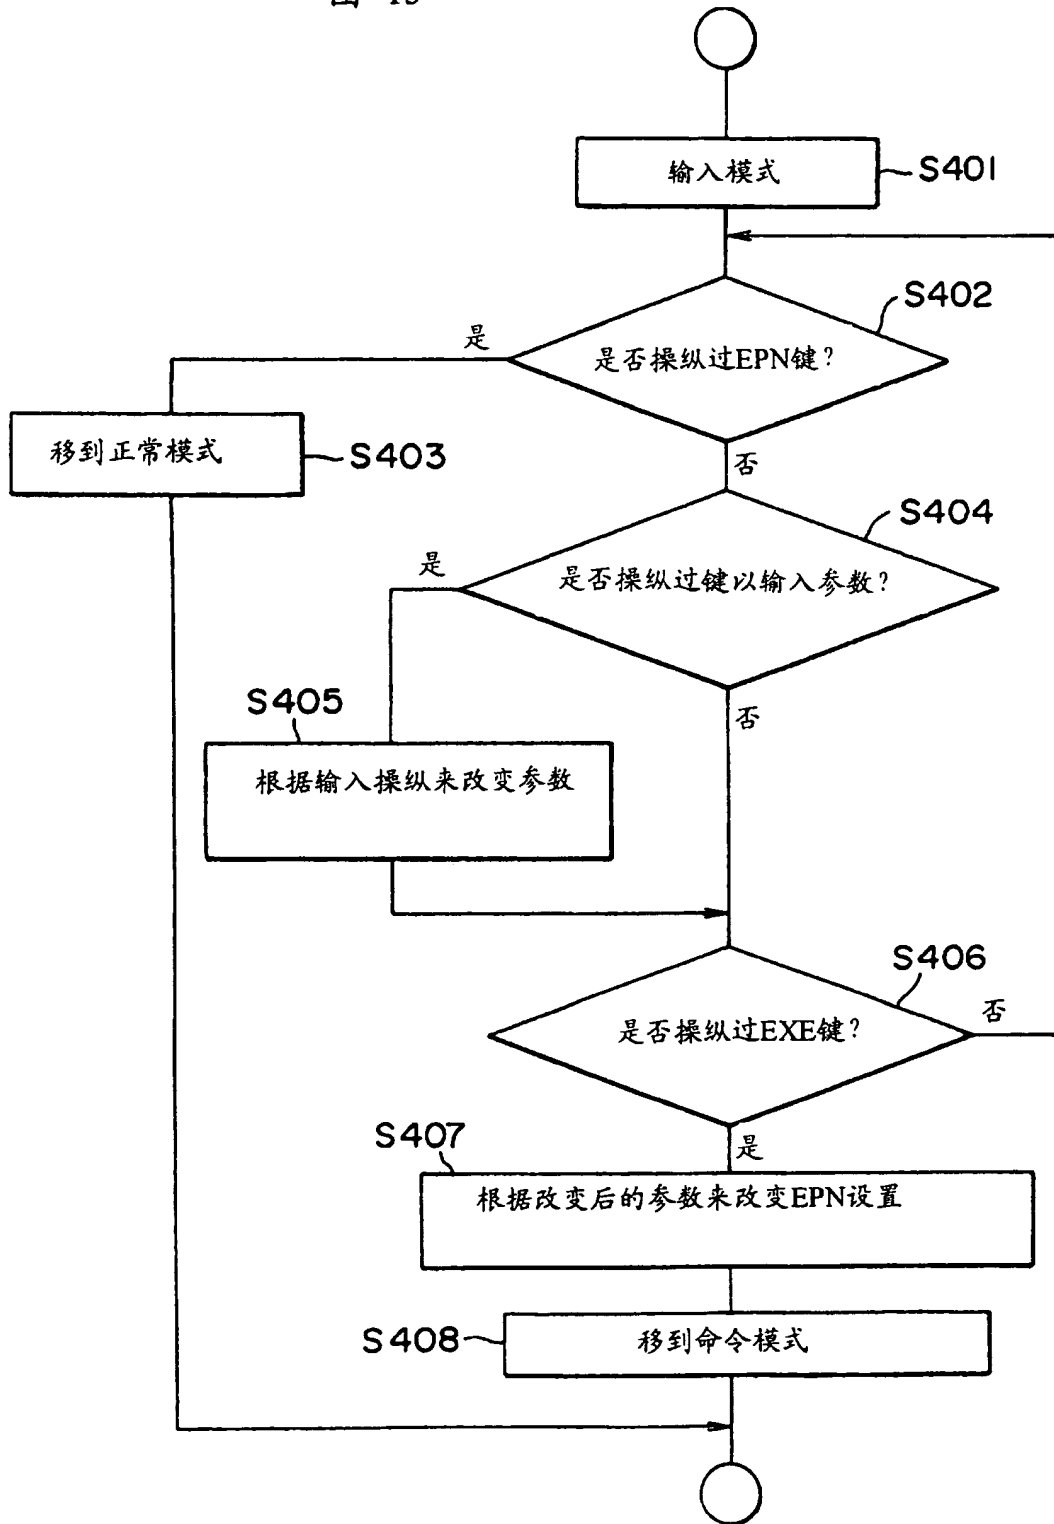 输入模式
S401
S402
是
是否操纵过EPN键?
移到正常模式
S403
否
S404
是
是否操纵过键以输入参数?
S405
否
根据输入操纵来改变参数
S406
否
是否操纵过EXE键?
S407
是
根据改变后的参数来改变EPN设置
S408
移到命令模式